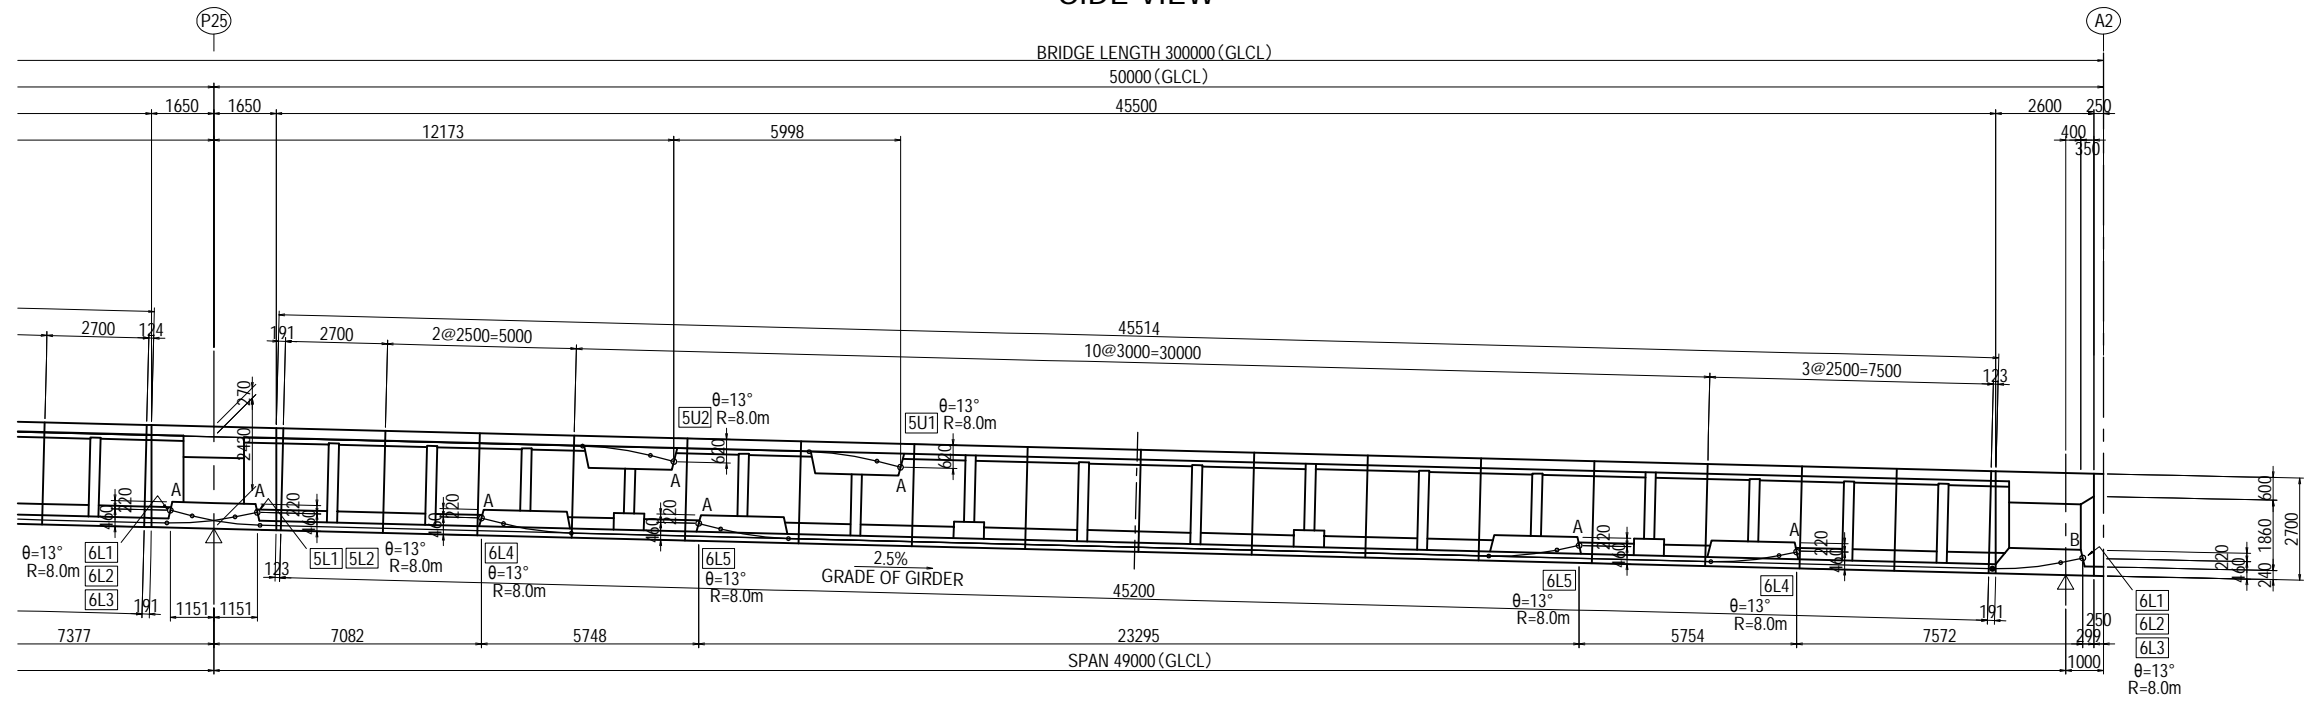 SIDE VIEW
P25
A2
BRIDGE LENGTH 300000(GLCL)
50000(GLCL)
1650
1650
45500
2600
250
12173
5998
400
350
2700
124
191
2700
2@2500=5000
45514
10@3000=30000
3@2500=7500
123
270
2430
5U2
θ=13°
R=8.0m
620
5U1
θ=13°
R=8.0m
620
A
A
A
A
A
A
A
A
B
220
460
220
460
220
460
220
460
220
460
220
460
220
460
600
1860
240
2700
θ=13°
R=8.0m
6L1
6L2
6L3
5L1
5L2
θ=13°
R=8.0m
6L4
θ=13°
R=8.0m
6L5
θ=13°
R=8.0m
2.5%
GRADE OF GIRDER
6L5
θ=13°
R=8.0m
6L4
θ=13°
R=8.0m
6L1
6L2
6L3
θ=13°
R=8.0m
123
45200
191
191
1151
1151
250
7377
7082
5748
23295
5754
7572
299
SPAN 49000(GLCL)
1000